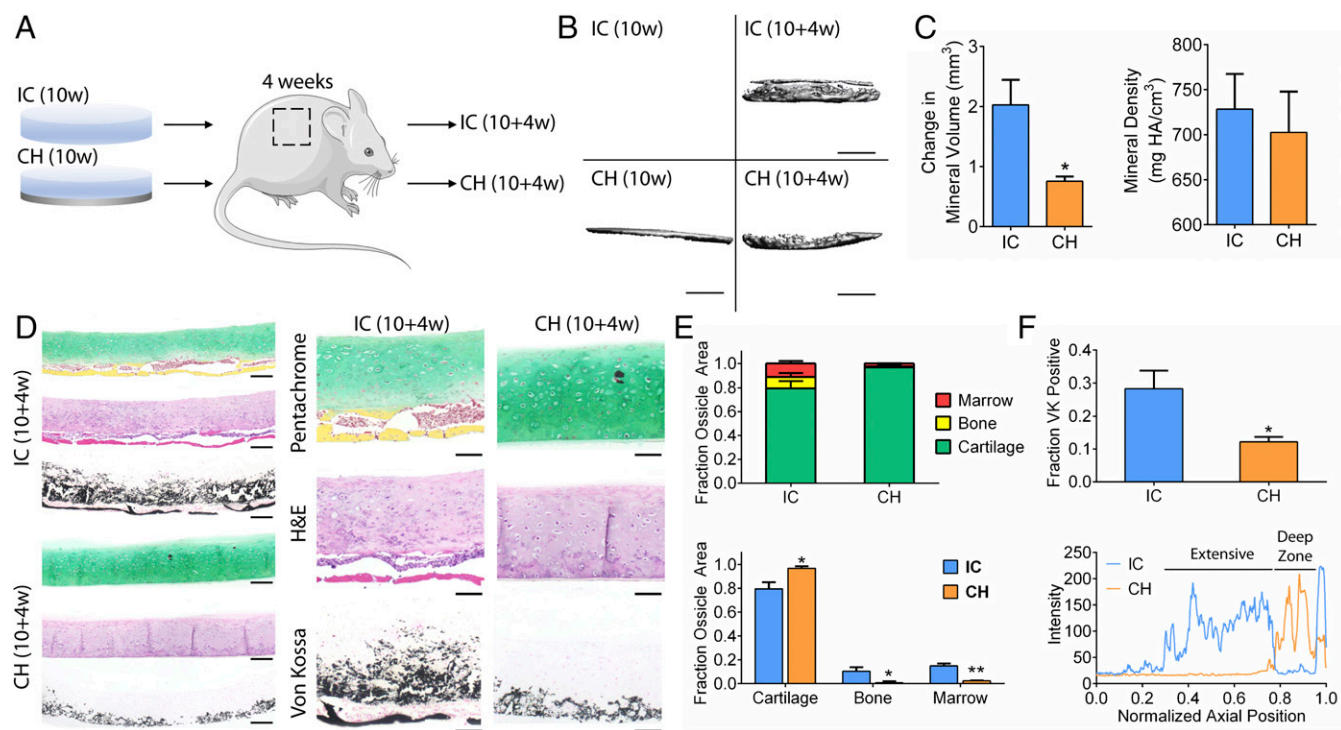 A
IC (10w)
CH (10w)
4 weeks
IC (10+4w)
CH (10+4w)
B
IC (10w)
IC (10+4w)
CH (10w)
CH (10+4w)
C
Change in
Mineral Volume (mm³)
3
2
1
0
*
IC
CH
Mineral Density
(mg HA/cm³)
800
750
700
650
600
IC
CH
D
IC (10+4w)
CH (10+4w)
IC (10+4w)
CH (10+4w)
Pentachrome
H&E
Von Kossa
E
Fraction Ossicle Area
1.0
0.8
0.6
0.4
0.2
0.0
IC
CH
Marrow
Bone
Cartilage
Fraction Ossicle Area
1.0
0.8
0.6
0.4
0.2
0.0
*
*
**
IC
CH
Cartilage
Bone
Marrow
F
Fraction VK Positive
0.4
0.3
0.2
0.1
0.0
*
IC
CH
Intensity
250
200
150
100
50
0
IC
CH
Extensive
Deep
Zone
0.0
0.2
0.4
0.6
0.8
1.0
Normalized Axial Position